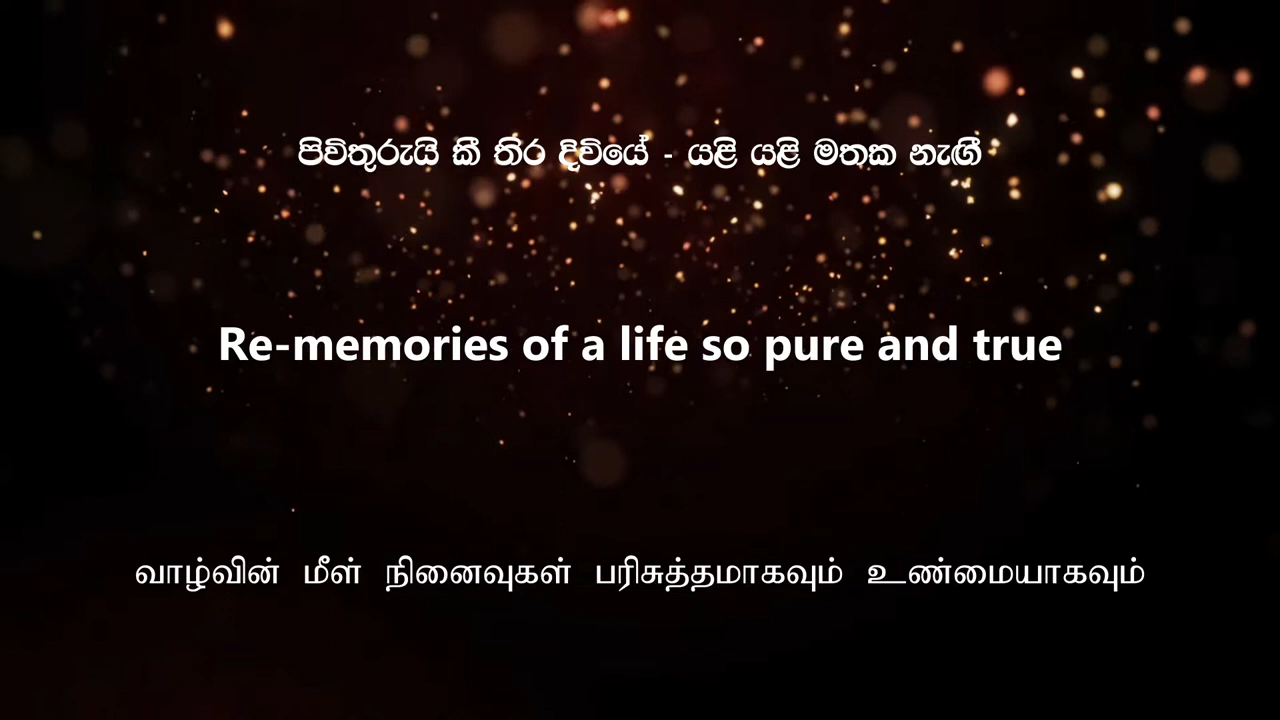 පිවිතුරුයි කී තිර දිවියේ - යළි යළි මතක නැඟී
Re-memories of a life so pure and true
வாழ்வின் மீள் நினைவுகள் பரிசுத்தமாகவும் உண்மையாகவும்